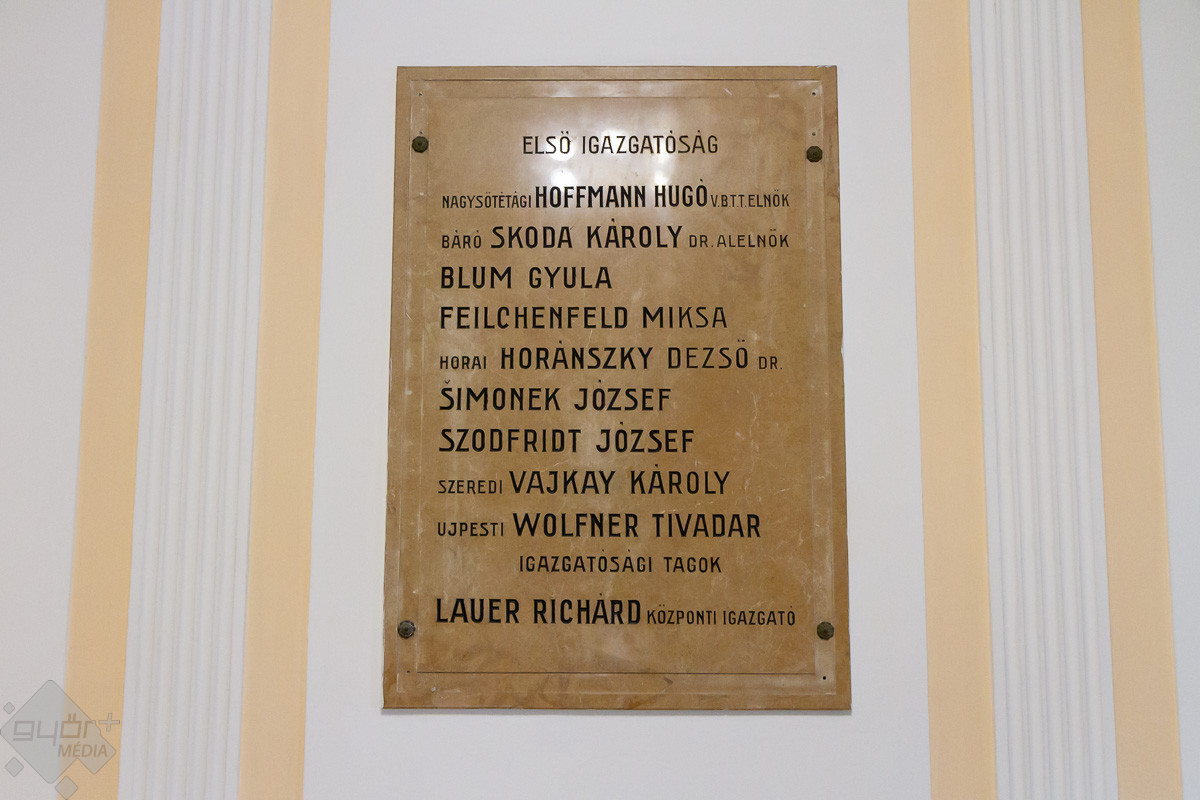 ELSŐ IGAZGATÓSÁG
NAGYSÖTÉTÁGI HOFFMANN HUGÓ V.B.T.T. ELNÖK
BÁRÓ SKODA KÁROLY DR. ALELNÖK
BLUM GYULA
FEILCHENFELD MIKSA
HORAI HORÁNSZKY DEZSŐ DR.
ŠIMONEK JÓZSEF
SZODFRIDT JÓZSEF
SZEREDI VAJKAY KÁROLY
UJPESTI WOLFNER TIVADAR
IGAZGATÓSÁGI TAGOK
LAUER RICHÁRD KÖZPONTI IGAZGATÓ
győr+
MÉDIA